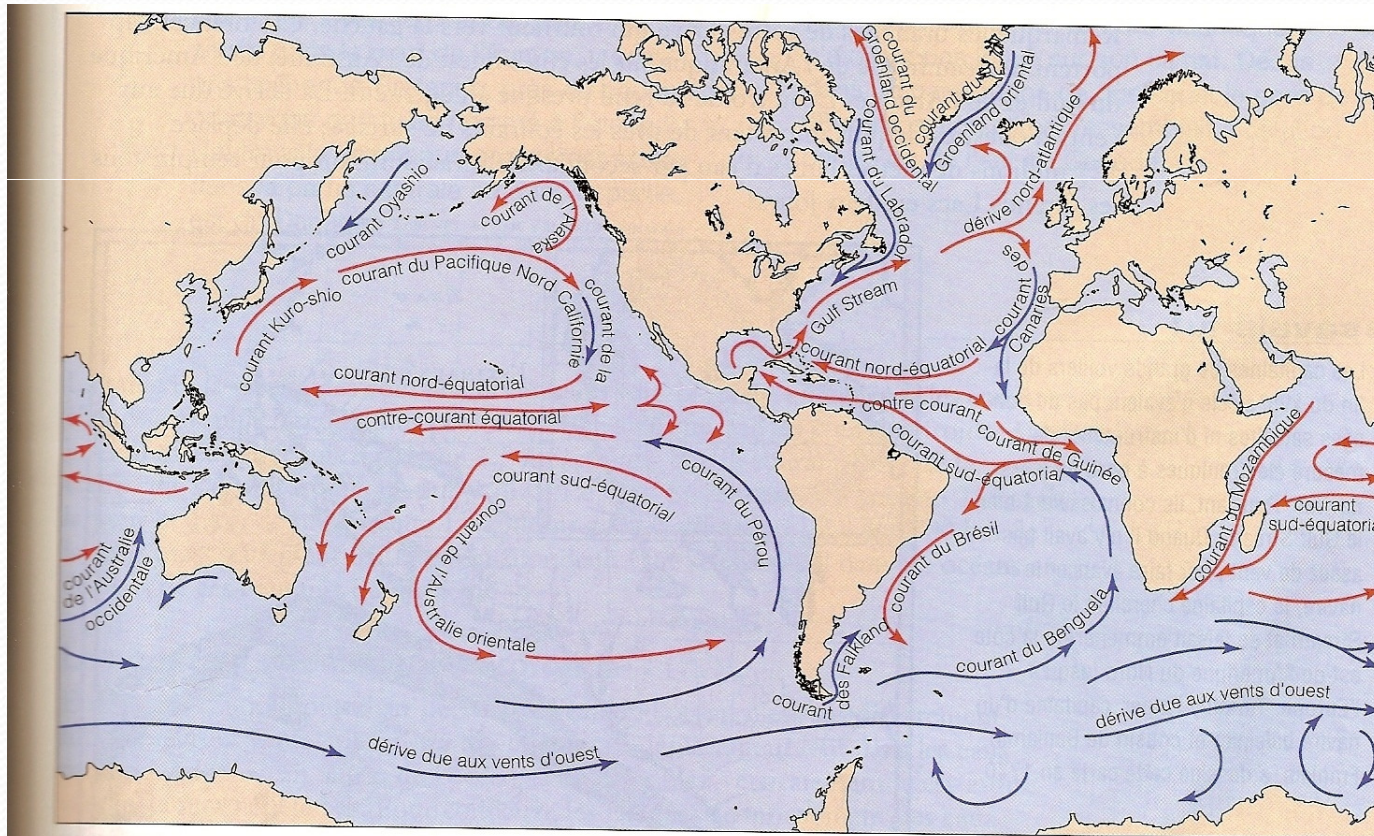 courant du
Groenland occidental
courant du
Groenland oriental
courant du Labrador
dérive nord-atlantique
courant Oyashio
courant de l'Alaska
courant du Pacifique Nord
courant de la
Californie
courant Kuro-shio
Gulf Stream
courant des
Canaries
courant nord-équatorial
courant nord-équatorial
contre-courant équatorial
contre courant
courant de Guinée
courant sud-équatorial
courant sud-équatorial
courant du Pérou
courant du Mozambique
courant
sud-équatoria
courant
de l'Australie
occidentale
courant de l'Australie orientale
courant du Brésil
courant
des Falkland
courant du Benguela
dérive due aux vents d'ouest
dérive due aux vents d'ouest